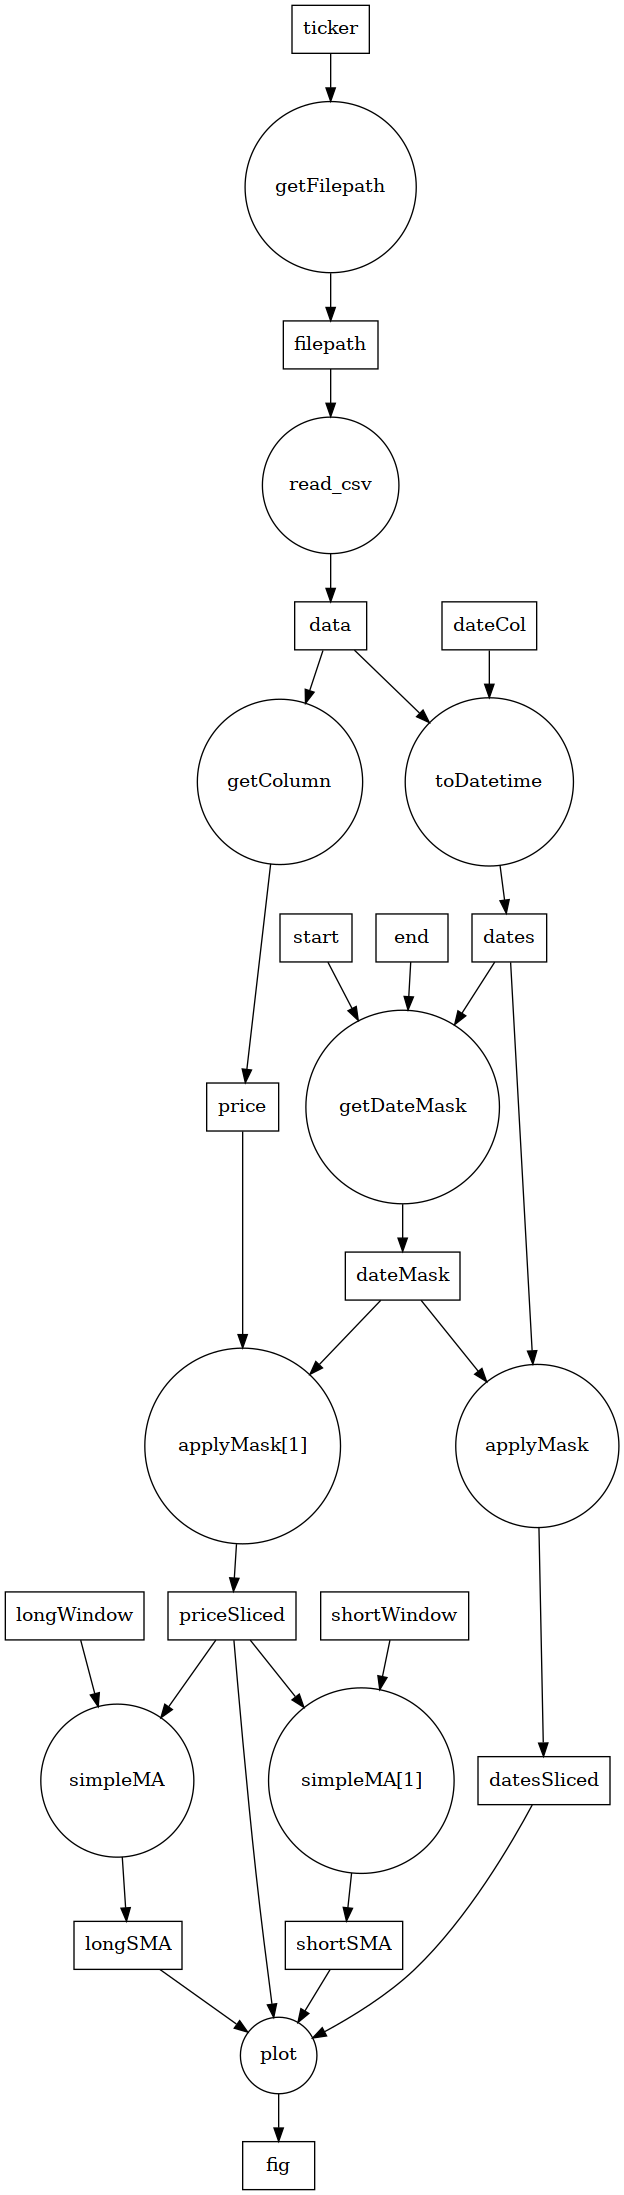 ticker
getFilepath
filepath
read_csv
data
dateCol
getColumn
toDatetime
start
end
dates
price
getDateMask
dateMask
applyMask[1]
applyMask
longWindow
priceSliced
shortWindow
simpleMA
simpleMA[1]
datesSliced
longSMA
shortSMA
plot
fig